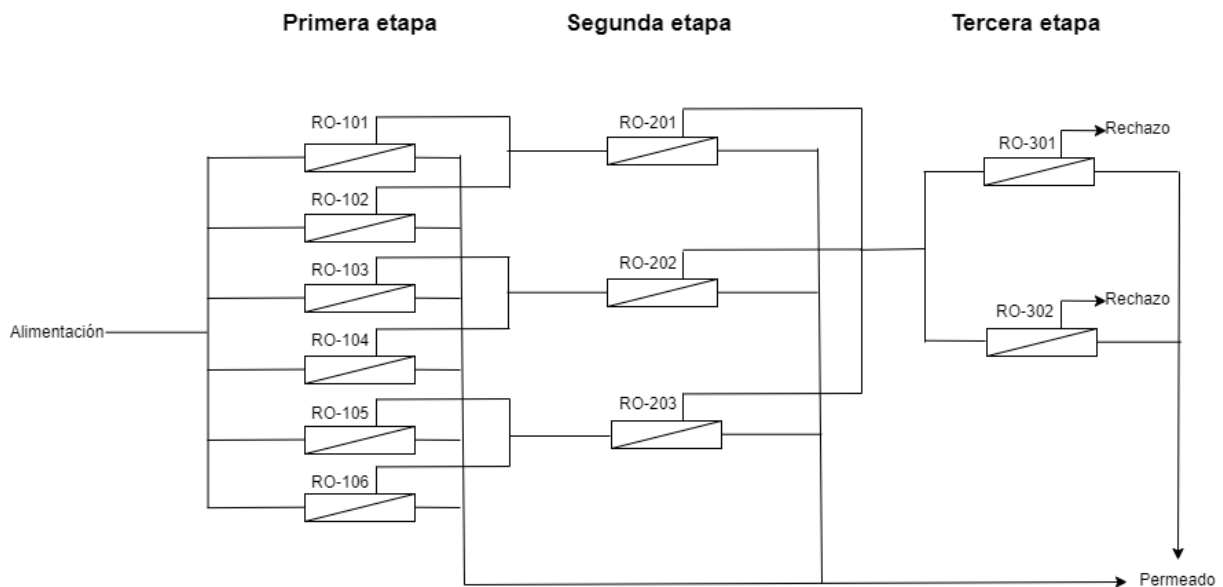 Primera etapa
Segunda etapa
Tercera etapa
RO-101
RO-102
RO-103
RO-104
RO-105
RO-106
Alimentación
RO-201
RO-202
RO-203
RO-301
Rechazo
RO-302
Rechazo
Permeado